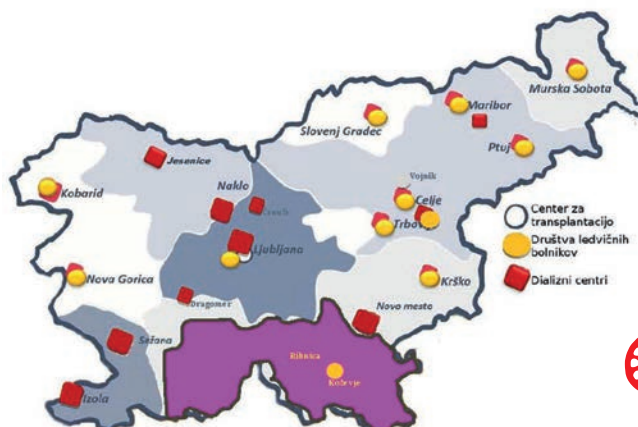 Murska Sobota
Maribor
Slovenj Gradec
Ptuj
Jesenice
Vojnik
Naklo
Kobarid
Celje
Trbovlje
Center za
transplantacijo
Ljubljana
Društva ledvičnih
bolnikov
Nova Gorica
Krško
Dializni centri
Dragomer
Novo mesto
Sežana
Ribnica
Kočevje
Izola